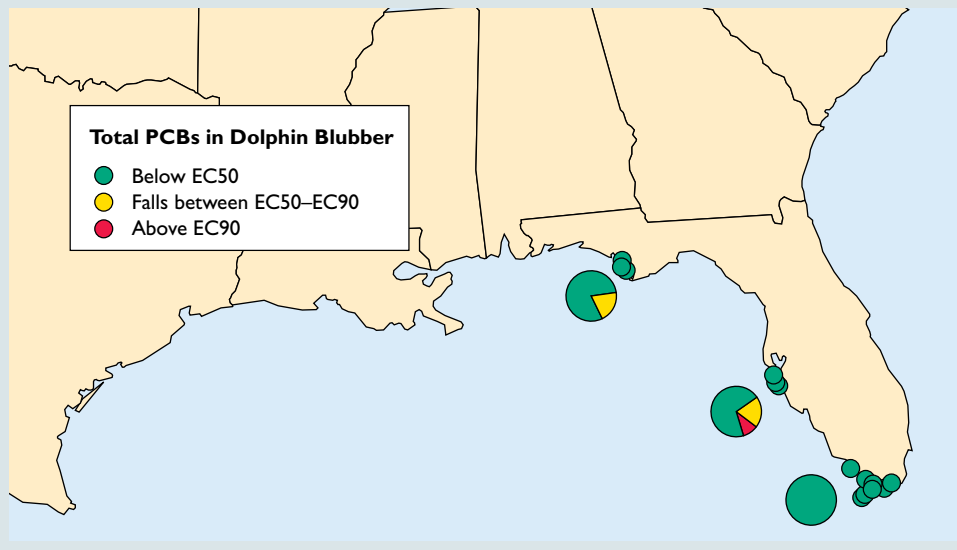 Total PCBs in Dolphin Blubber
Below EC50
Falls between EC50–EC90
Above EC90